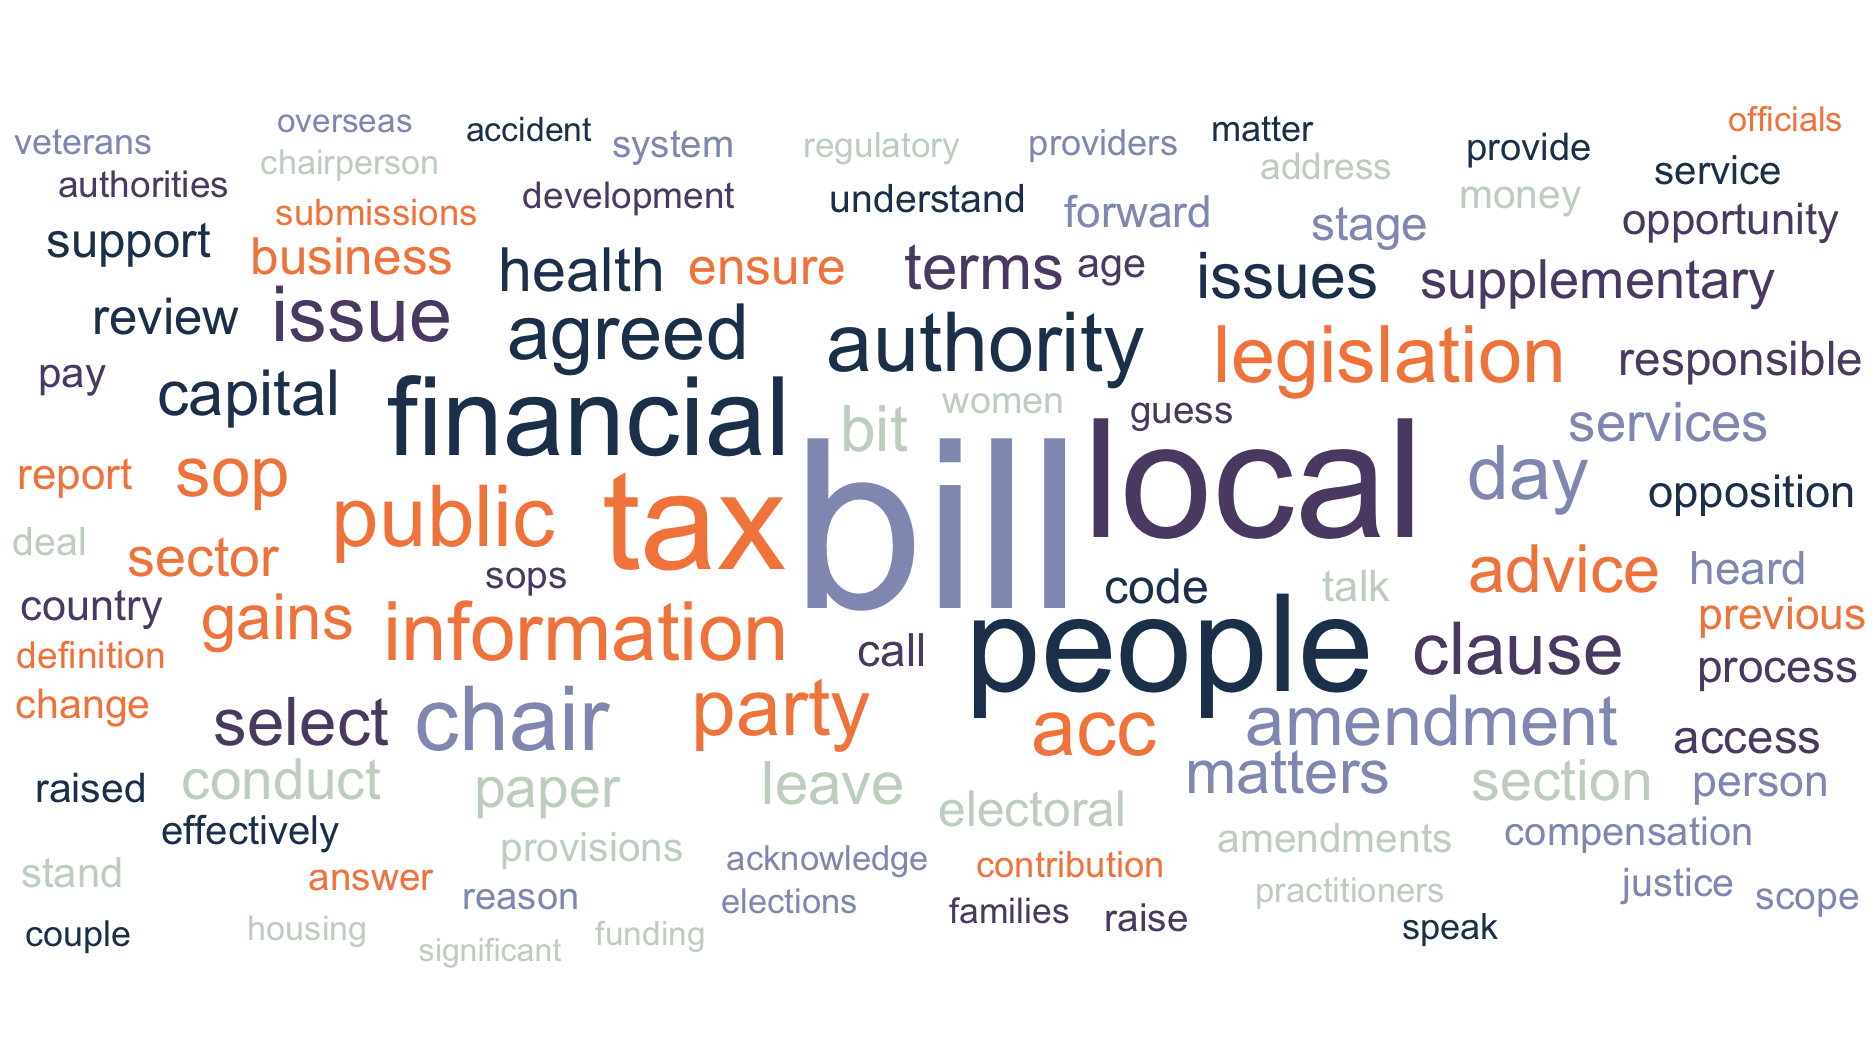 overseas
accident
matter
officials
veterans
chairperson
system
regulatory
providers
address
provide
service
authorities
submissions
development
understand
forward
stage
money
opportunity
support
business
health
ensure
terms
age
issues
supplementary
review
issue
agreed
authority
legislation
responsible
pay
capital
financial
bit
women
guess
local
services
report
sop
public
tax
bill
day
opposition
deal
sector
sops
code
talk
advice
heard
country
gains
information
call
people
clause
previous
definition
process
change
select
chair
party
acc
amendment
access
raised
conduct
paper
leave
electoral
matters
section
person
effectively
provisions
acknowledge
contribution
amendments
compensation
stand
answer
reason
elections
families
raise
practitioners
justice
scope
couple
housing
significant
funding
speak